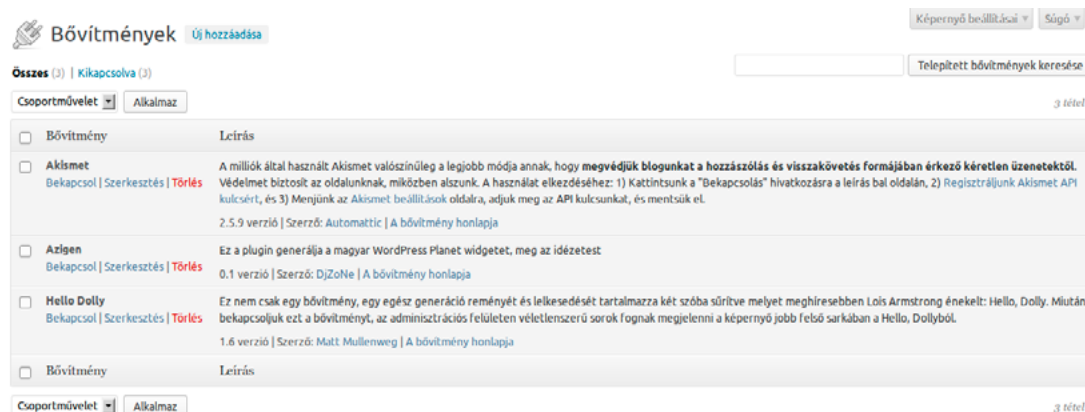 Képernyő beállításai Súgó
Bővítmények Új hozzáadása
Összes (3) | Kikapcsolva (3) Telepített bővítmények keresése
Csoportművelet Alkalmaz 3 tétel
Bővítmény Leírás
Akismet A milliók által használt Akismet valószínűleg a legjobb módja annak, hogy megvédjük blogunkat a hozzászólás és visszakövetés formájában érkező kéretlen üzenetektől.
Bekapcsol | Szerkesztés | Törlés Védelmet biztosít az oldalunknak, miközben alszunk. A használat elkezdéséhez: 1) Kattintsunk a "Bekapcsolás" hivatkozásra a leírás bal oldalán, 2) Regisztráljunk Akismet API
kulcsért, és 3) Menjünk az Akismet beállítások oldalra, adjuk meg az API kulcsunkat, és mentsük el.
2.5.9 verzió | Szerző: Automattic | A bővítmény honlapja
Azigen Ez a plugin generálja a magyar WordPress Planet widgetet, meg az idézetest
Bekapcsol | Szerkesztés | Törlés 0.1 verzió | Szerző: DjZoNe | A bővítmény honlapja
Hello Dolly Ez nem csak egy bővítmény, egy egész generáció reményét és lelkesedését tartalmazza két szóba sűrítve melyet meghíresebben Lois Armstrong énekelt: Hello, Dolly. Miután
Bekapcsol | Szerkesztés | Törlés bekapcsoljuk ezt a bővítményt, az adminisztrációs felületen véletlenszerű sorok fognak megjelenni a képernyő jobb felső sarkában a Hello, Dollyból.
1.6 verzió | Szerző: Matt Mullenweg | A bővítmény honlapja
Bővítmény Leírás
Csoportművelet Alkalmaz 3 tétel